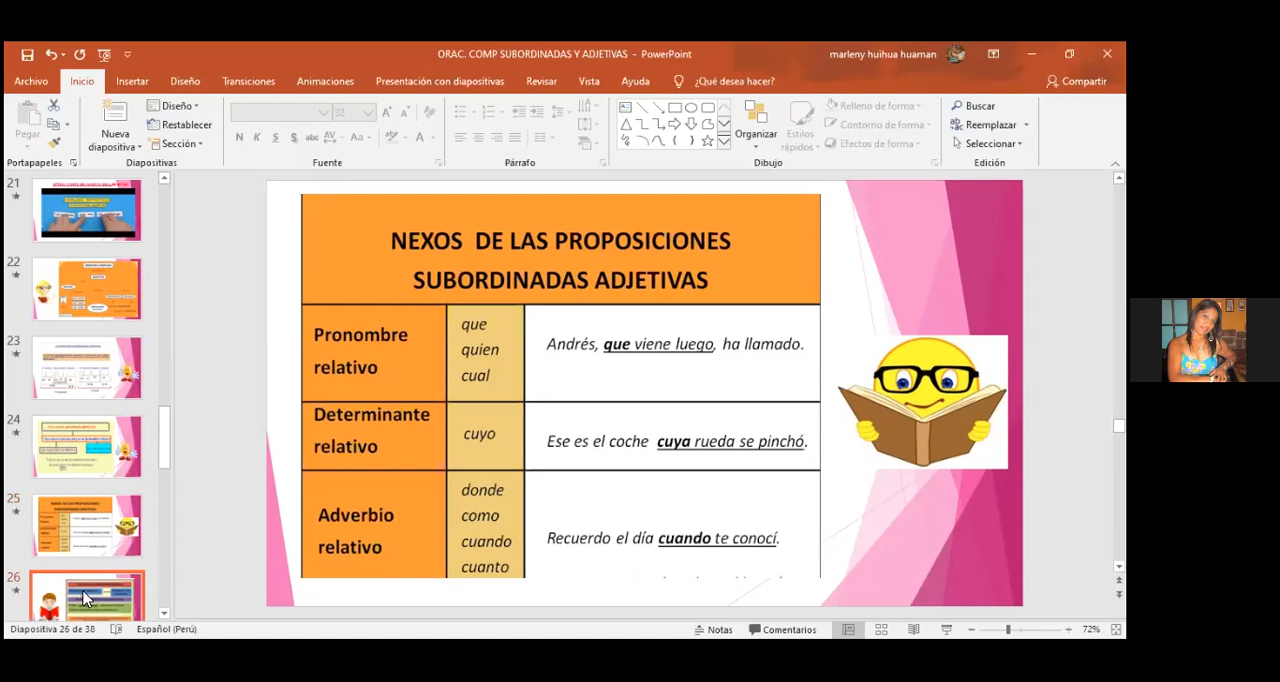 ORAC. COMP SUBORDINADAS Y ADJETIVAS - PowerPoint
marleny huihua huaman
Archivo Inicio Insertar Diseño Transiciones Animaciones Presentación con diapositivas Revisar Vista Ayuda ¿Qué desea hacer? Compartir
Pegar
Nueva
diapositiva
Diseño
Restablecer
Sección
32
N K S S abc AV Aa A
Organizar
Estilos
rápidos
Relleno de forma
Contorno de forma
Efectos de forma
Buscar
Reemplazar
Seleccionar
Portapapeles Diapositivas Fuente Párrafo Dibujo Edición
21
22
23
24
25
26
NEXOS DE LAS PROPOSICIONES
SUBORDINADAS ADJETIVAS
Pronombre
relativo
que
quien
cual
Andrés, que viene luego, ha llamado.
Determinante
relativo
cuyo
Ese es el coche cuya rueda se pinchó.
Adverbio
relativo
donde
como
cuando
cuanto
Recuerdo el día cuando te conocí.
Diapositiva 26 de 38 Español (Perú) Notas Comentarios 72%